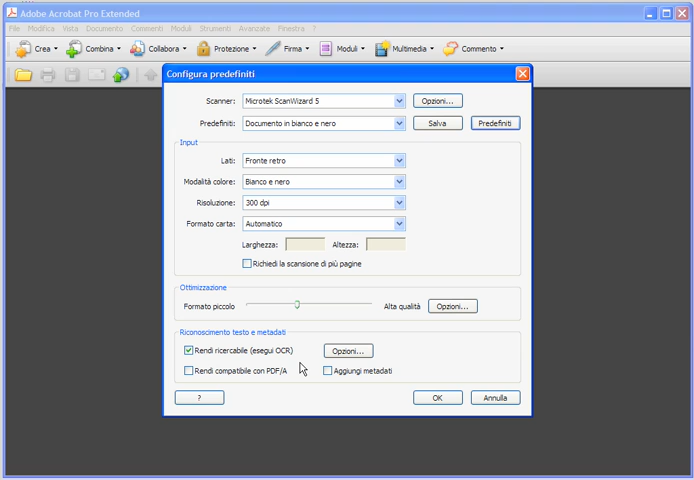 Adobe Acrobat Pro Extended
File Modifica Vista Documento Commenti Moduli Strumenti Avanzate Finestra ?
Crea Combina Collabora Protezione Firma Moduli Multimedia Commento
Configura predefiniti
Scanner: Microtek ScanWizard 5 Opzioni...
Predefiniti: Documento in bianco e nero Salva Predefiniti
Input
Lati: Fronte retro
Modalità colore: Bianco e nero
Risoluzione: 300 dpi
Formato carta: Automatico
Larghezza: Altezza:
Richiedi la scansione di più pagine
Ottimizzazione
Formato piccolo Alta qualità Opzioni...
Riconoscimento testo e metadati
Rendi ricercabile (esegui OCR) Opzioni...
Rendi compatibile con PDF/A Aggiungi metadati
? OK Annulla